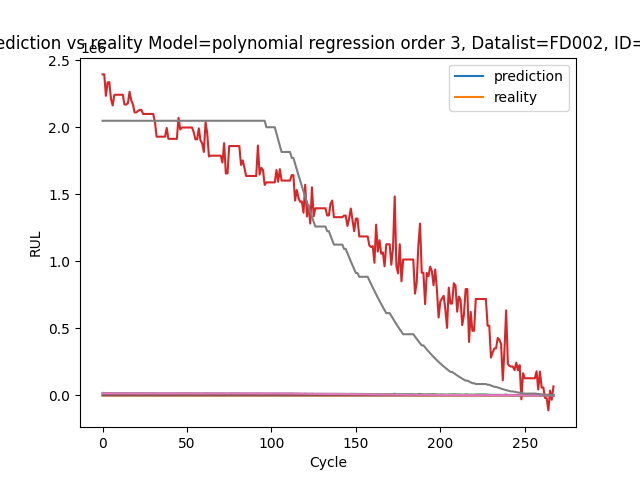 ediction vs reality Model=polynomial regression order 3, Datalist=FD002, ID=
1e6
prediction
reality
2.5
2.0
1.5
1.0
0.5
0.0
RUL
0 50 100 150 200 250
Cycle